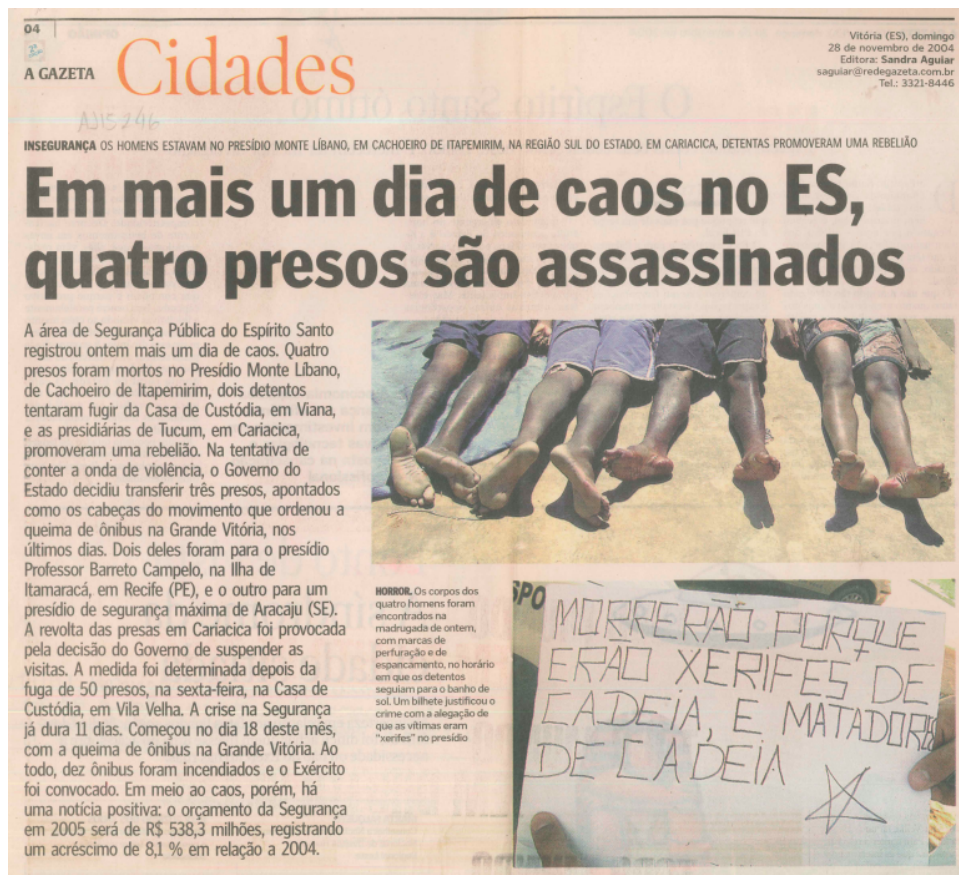 04
A GAZETA
Cidades
Vitória (ES), domingo
28 de novembro de 2004
Editora: Sandra Aguiar
saguiar@redegazeta.com.br
Tel.: 3321-8446
AJ15246
INSEGURANÇA OS HOMENS ESTAVAM NO PRESÍDIO MONTE LÍBANO, EM CACHOEIRO DE ITAPEMIRIM, NA REGIÃO SUL DO ESTADO. EM CARIACICA, DETENTAS PROMOVERAM UMA REBELIÃO
Em mais um dia de caos no ES,
quatro presos são assassinados
A área de Segurança Pública do Espírito Santo
registrou ontem mais um dia de caos. Quatro
presos foram mortos no Presídio Monte Líbano,
de Cachoeiro de Itapemirim, dois detentos
tentaram fugir da Casa de Custódia, em Viana,
e as presidiárias de Tucum, em Cariacica,
promoveram uma rebelião. Na tentativa de
conter a onda de violência, o Governo do
Estado decidiu transferir três presos, apontados
como os cabeças do movimento que ordenou a
queima de ônibus na Grande Vitória, nos
últimos dias. Dois deles foram para o presídio
Professor Barreto Campelo, na Ilha de
Itamaracá, em Recife (PE), e o outro para um
presídio de segurança máxima de Aracaju (SE).
A revolta das presas em Cariacica foi provocada
pela decisão do Governo de suspender as
visitas. A medida foi determinada depois da
fuga de 50 presos, na sexta-feira, na Casa de
Custódia, em Vila Velha. A crise na Segurança
já dura 11 dias. Começou no dia 18 deste mês,
com a queima de ônibus na Grande Vitória. Ao
todo, dez ônibus foram incendiados e o Exército
foi convocado. Em meio ao caos, porém, há
uma notícia positiva: o orçamento da Segurança
em 2005 será de R$ 538,3 milhões, registrando
um acréscimo de 8,1 % em relação a 2004.
HORROR. Os corpos dos
quatro homens foram
encontrados na
madrugada de ontem,
com marcas de
perfuração e de
espancamento, no horário
em que os detentos
seguiam para o banho de
sol. Um bilhete justificou o
crime com a alegação de
que as vítimas eram
"xerifes" no presídio
SPO
MORRERÃO PORQUE
ERÃO XERIFES DE
CADEIA, E MATADORES
DE CADEIA